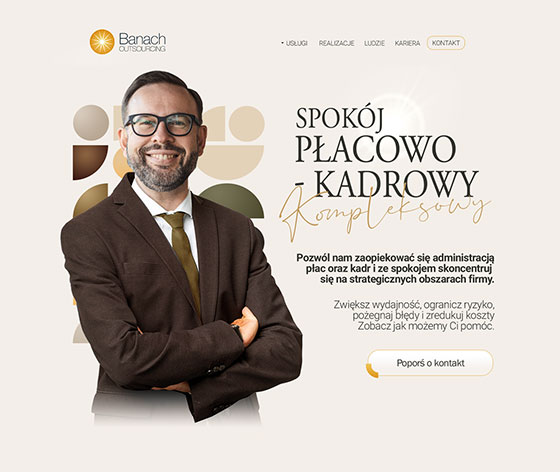 Banach
OUTSOURCING
USŁUGI REALIZACJE LUDZIE KARIERA KONTAKT
SPOKÓJ
PŁACOWO
- KADROWY
Kompleksowy
Pozwól nam zaopiekować się administracją
płac oraz kadr i ze spokojem skoncentruj
się na strategicznych obszarach firmy.
Zwiększ wydajność, ogranicz ryzyko,
pożegnaj błędy i zredukuj koszty
Zobacz jak możemy Ci pomóc.
Poporś o kontakt